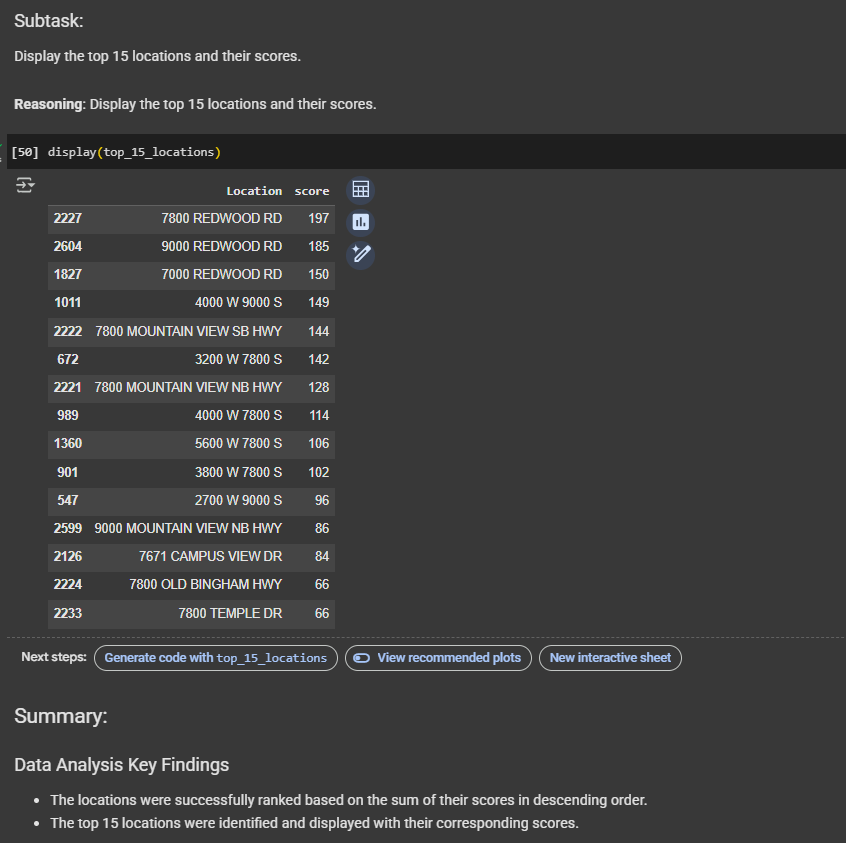 Subtask:
Display the top 15 locations and their scores.
Reasoning: Display the top 15 locations and their scores.
[50] display(top_15_locations)
Location score
2227 7800 REDWOOD RD 197
2604 9000 REDWOOD RD 185
1827 7000 REDWOOD RD 150
1011 4000 W 9000 S 149
2222 7800 MOUNTAIN VIEW SB HWY 144
672 3200 W 7800 S 142
2221 7800 MOUNTAIN VIEW NB HWY 128
989 4000 W 7800 S 114
1360 5600 W 7800 S 106
901 3800 W 7800 S 102
547 2700 W 9000 S 96
2599 9000 MOUNTAIN VIEW NB HWY 86
2126 7671 CAMPUS VIEW DR 84
2224 7800 OLD BINGHAM HWY 66
2233 7800 TEMPLE DR 66
Next steps: Generate code with top_15_locations View recommended plots New interactive sheet
Summary:
Data Analysis Key Findings
• The locations were successfully ranked based on the sum of their scores in descending order.
• The top 15 locations were identified and displayed with their corresponding scores.